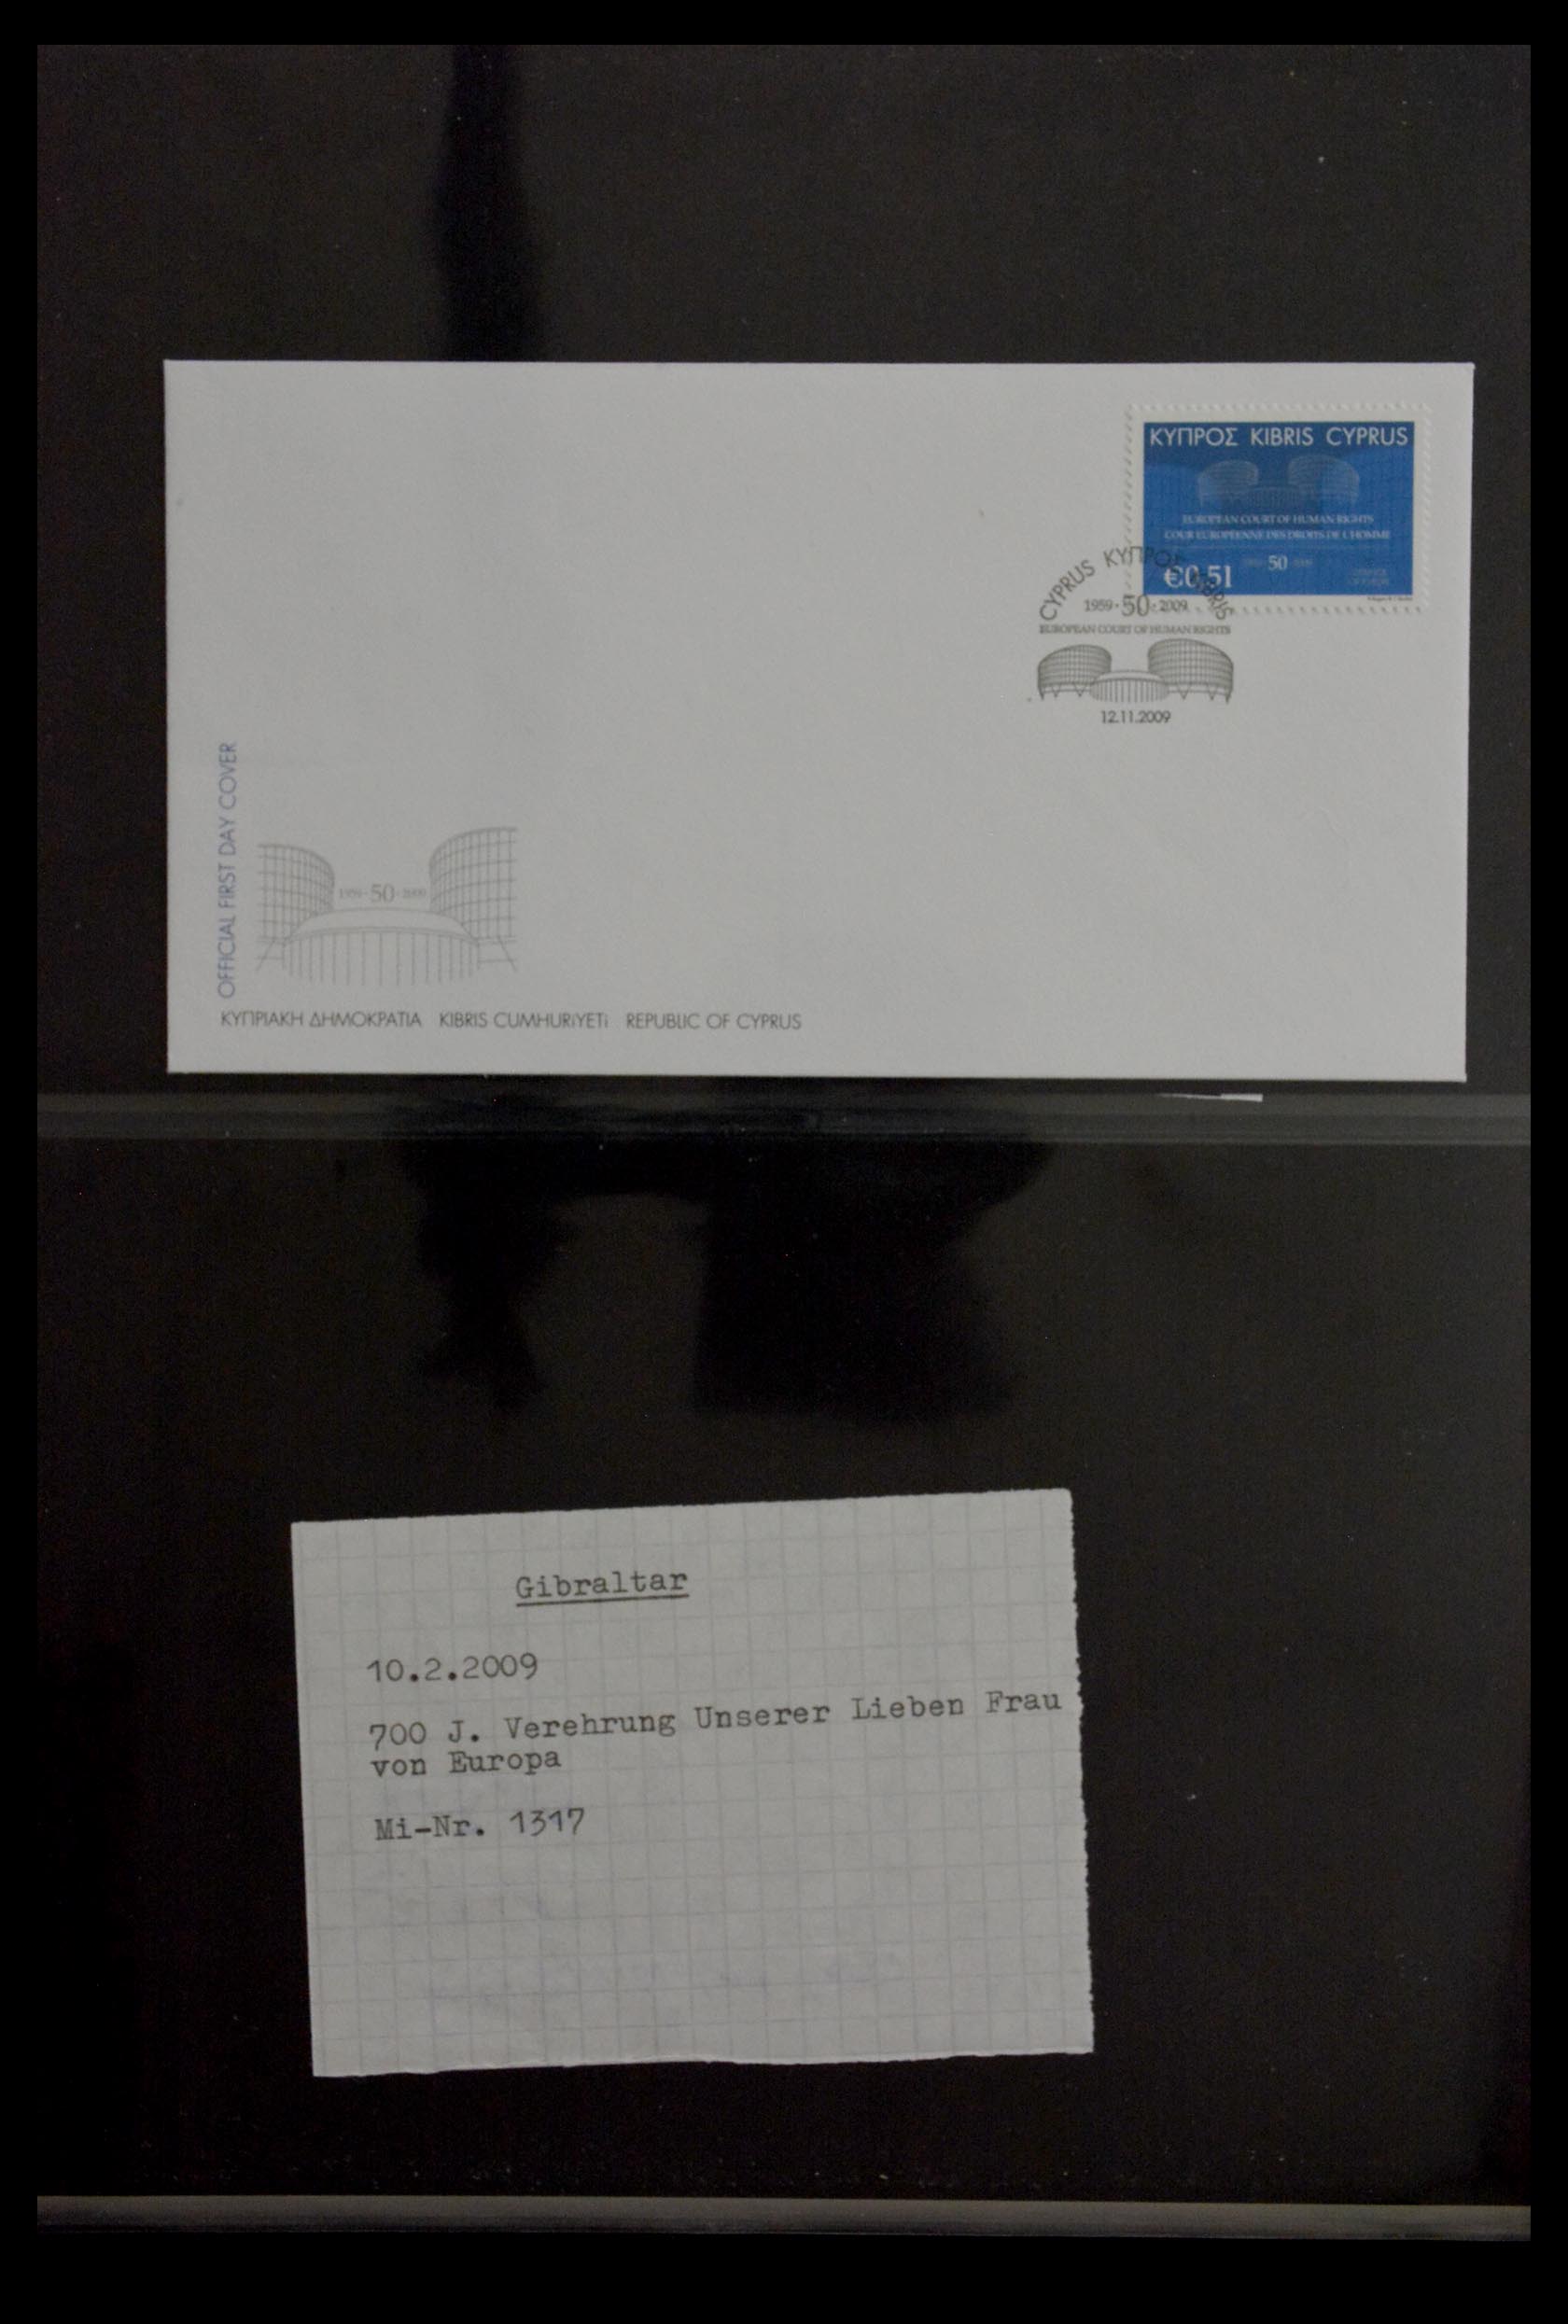 ΚΥΠΡΟΣ KIBRIS CYPRUS
EUROPEAN COURT OF HUMAN RIGHTS
COUR EUROPÉENNE DES DROITS DE L'HOMME
50
€0,51
CYPRUS ΚΥΠΡΟΣ KIBRIS
1959 · 50 · 2009
EUROPEAN COURT OF HUMAN RIGHTS
12.11.2009
OFFICIAL FIRST DAY COVER
1959 · 50 · 2009
ΚΥΠΡΙΑΚΗ ΔΗΜΟΚΡΑΤΙΑ KIBRIS CUMHURiYETi REPUBLIC OF CYPRUS
Gibraltar
10.2.2009
700 J. Verehrung Unserer Lieben Frau
von Europa
Mi-Nr. 1317